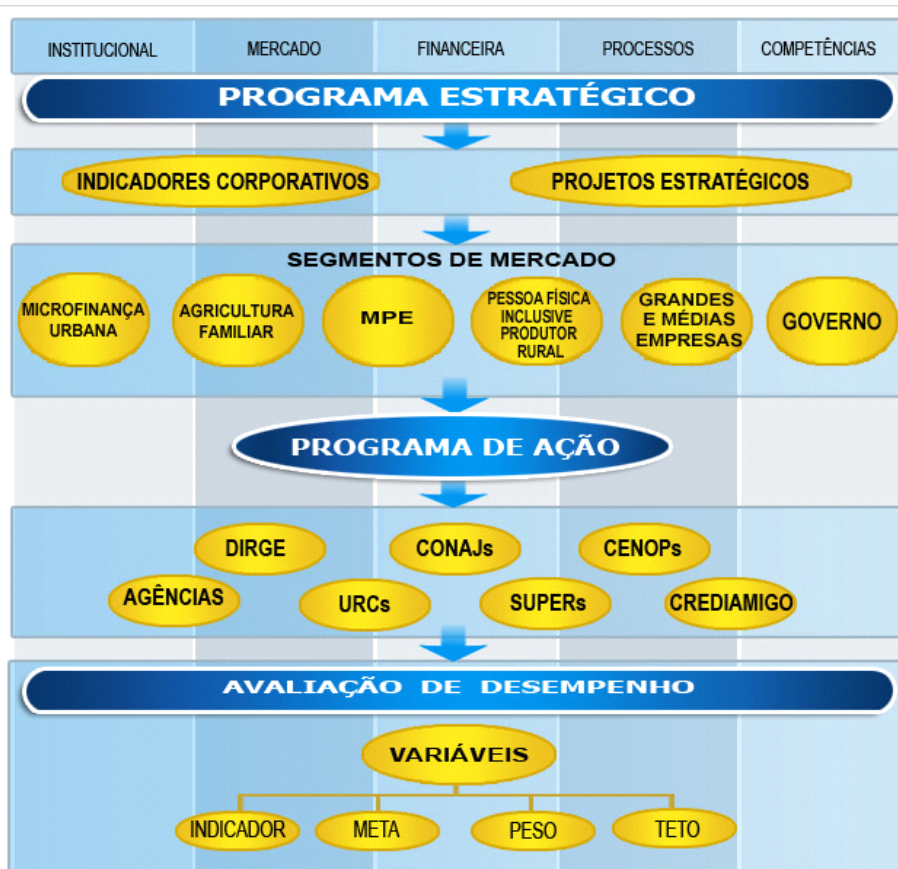 INSTITUCIONAL MERCADO FINANCEIRA PROCESSOS COMPETÊNCIAS
PROGRAMA ESTRATÉGICO
INDICADORES CORPORATIVOS PROJETOS ESTRATÉGICOS
SEGMENTOS DE MERCADO
MICROFINANÇA
URBANA
AGRICULTURA
FAMILIAR
MPE
PESSOA FÍSICA
INCLUSIVE
PRODUTOR
RURAL
GRANDES
E MÉDIAS
EMPRESAS
GOVERNO
PROGRAMA DE AÇÃO
DIRGE CONAJs CENOPs
AGÊNCIAS URCs SUPERs CREDIAMIGO
AVALIAÇÃO DE DESEMPENHO
VARIÁVEIS
INDICADOR META PESO TETO